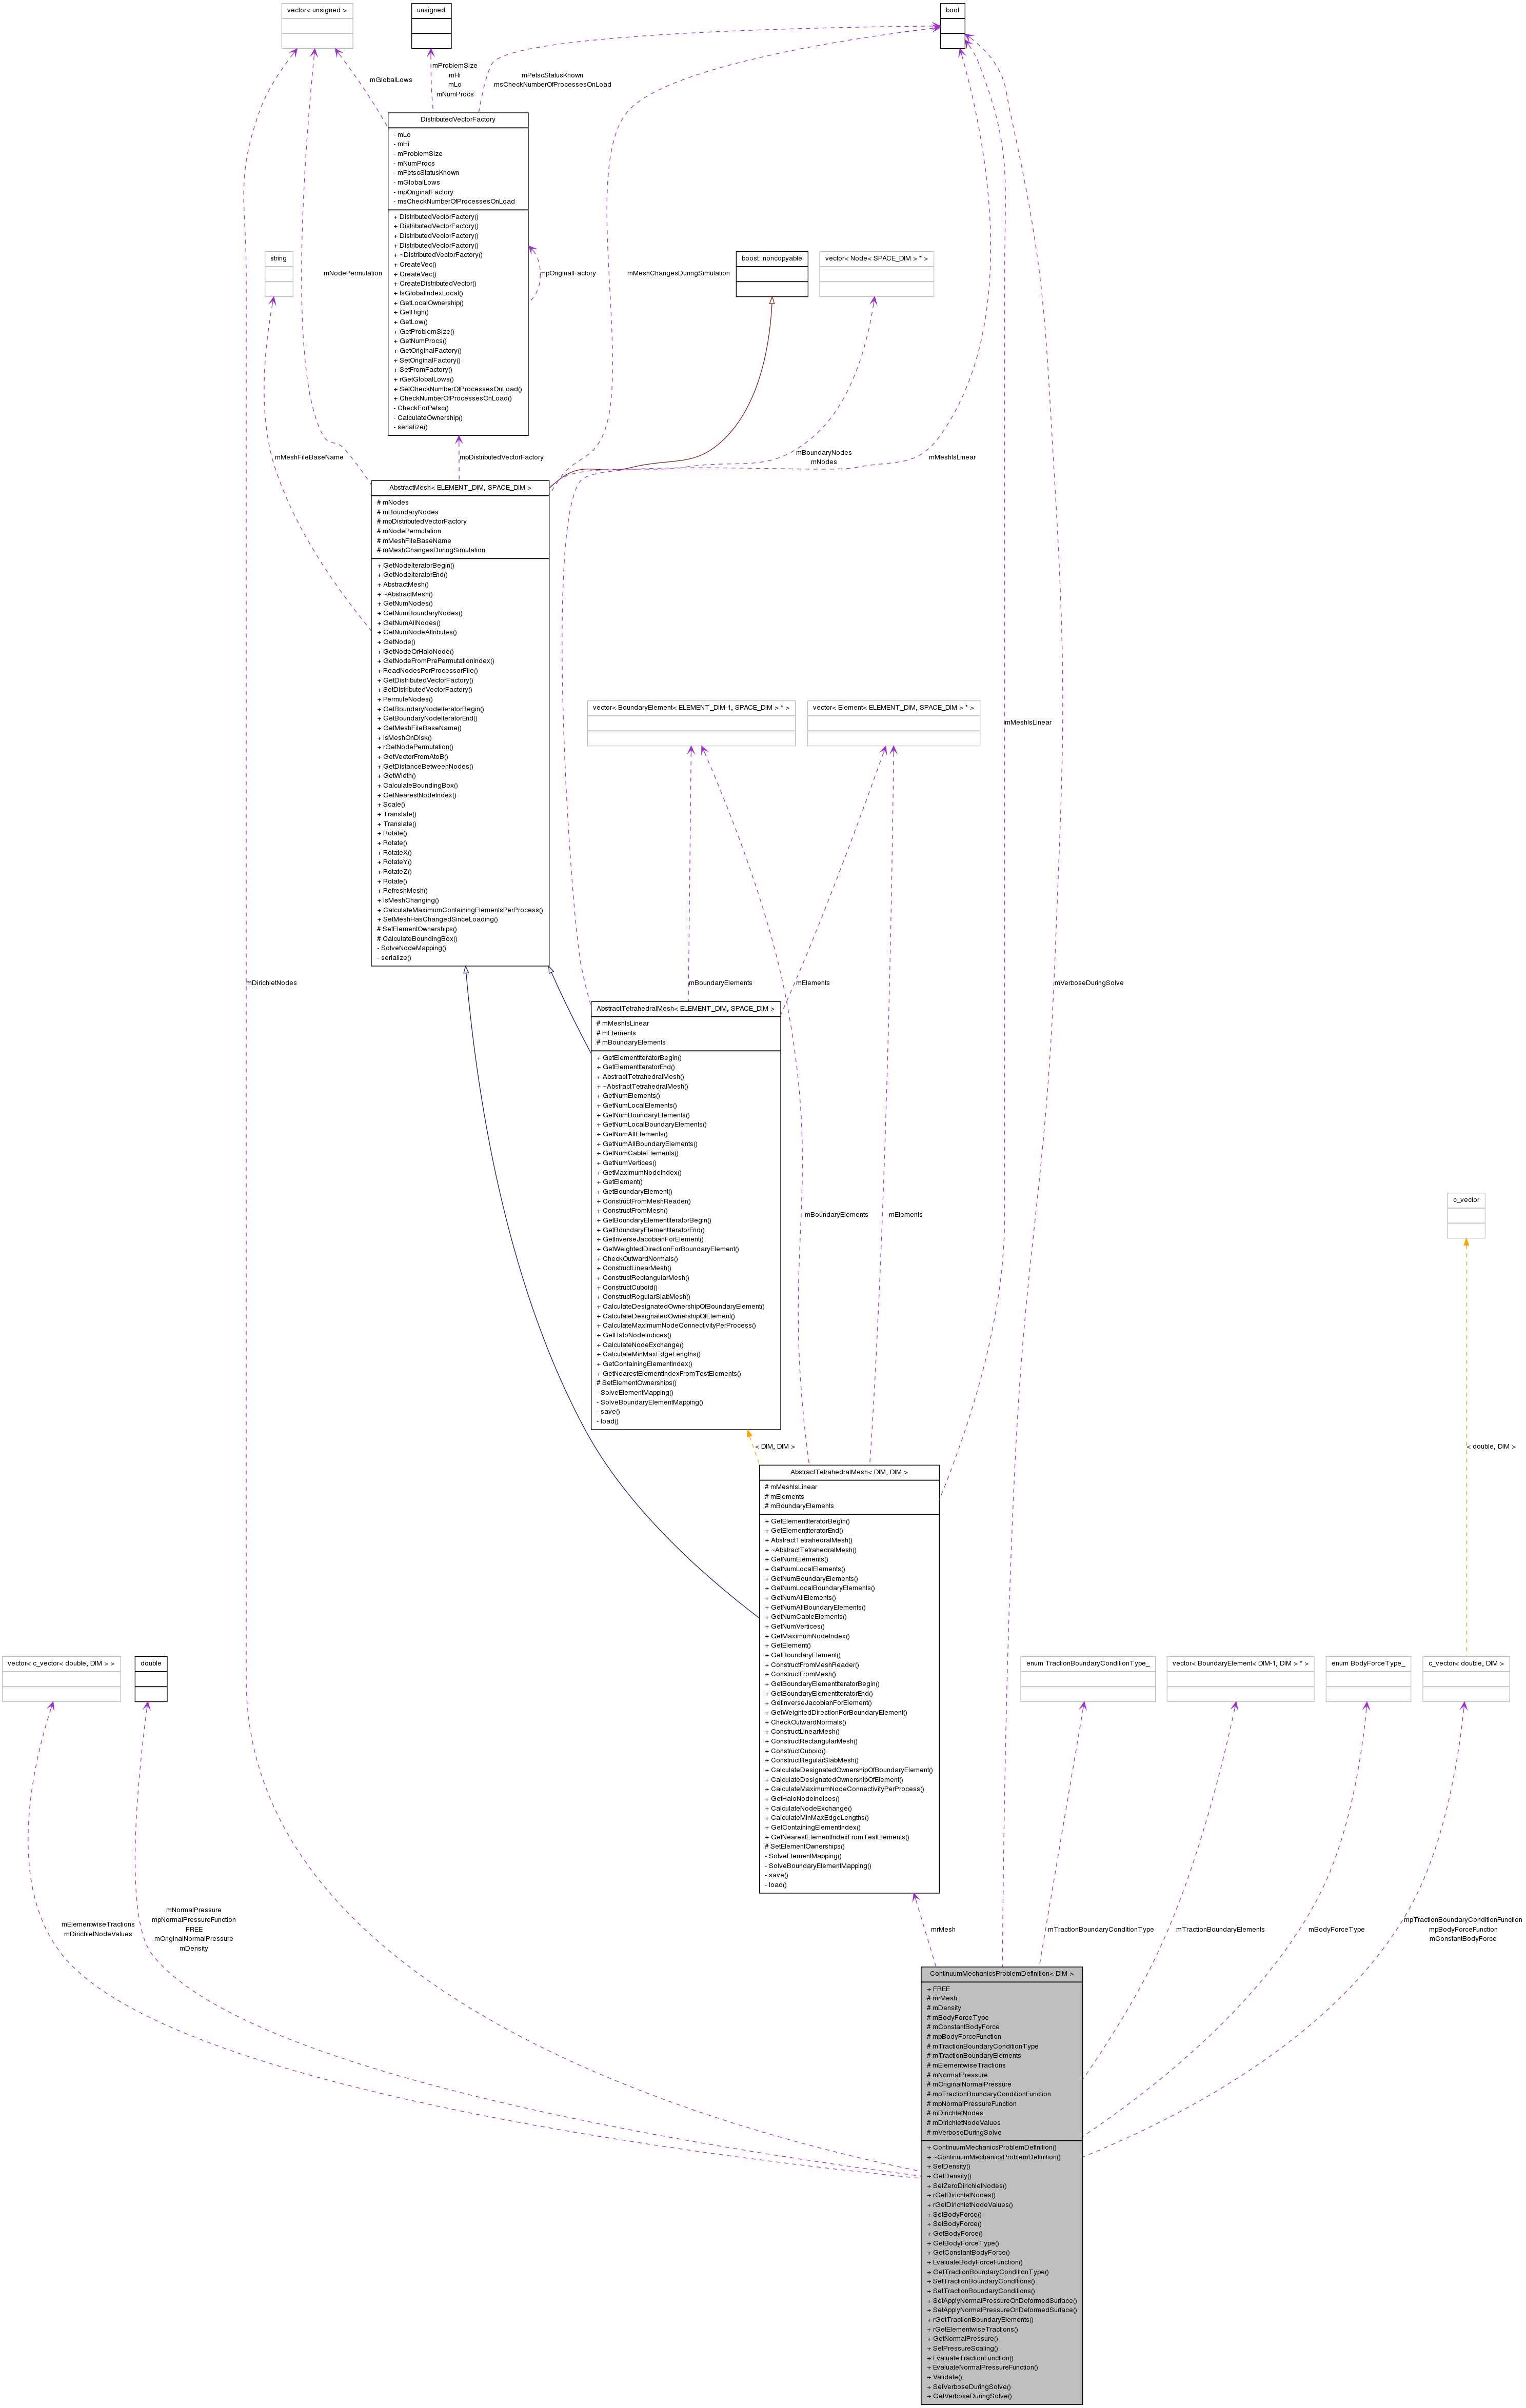 vector< unsigned >
unsigned
bool
mGlobalLows
mProblemSize
mHi
mLo
mNumProcs
mPetscStatusKnown
msCheckNumberOfProcessesOnLoad
DistributedVectorFactory
- mLo
- mHi
- mProblemSize
- mNumProcs
- mPetscStatusKnown
- mGlobalLows
- mpOriginalFactory
- msCheckNumberOfProcessesOnLoad
+ DistributedVectorFactory()
+ DistributedVectorFactory()
+ DistributedVectorFactory()
+ DistributedVectorFactory()
+ ~DistributedVectorFactory()
+ CreateVec()
+ CreateVec()
+ CreateDistributedVector()
+ IsGlobalIndexLocal()
+ GetLocalOwnership()
+ GetHigh()
+ GetLow()
+ GetProblemSize()
+ GetNumProcs()
+ GetOriginalFactory()
+ SetOriginalFactory()
+ SetFromFactory()
+ rGetGlobalLows()
+ SetCheckNumberOfProcessesOnLoad()
+ CheckNumberOfProcessesOnLoad()
- CheckForPetsc()
- CalculateOwnership()
- serialize()
string
mNodePermutation
mpOriginalFactory
mMeshChangesDuringSimulation
boost::noncopyable
vector< Node< SPACE_DIM > * >
mMeshFileBaseName
mpDistributedVectorFactory
mBoundaryNodes
mNodes
mMeshIsLinear
AbstractMesh< ELEMENT_DIM, SPACE_DIM >
# mNodes
# mBoundaryNodes
# mpDistributedVectorFactory
# mNodePermutation
# mMeshFileBaseName
# mMeshChangesDuringSimulation
+ GetNodeIteratorBegin()
+ GetNodeIteratorEnd()
+ AbstractMesh()
+ ~AbstractMesh()
+ GetNumNodes()
+ GetNumBoundaryNodes()
+ GetNumAllNodes()
+ GetNumNodeAttributes()
+ GetNode()
+ GetNodeOrHaloNode()
+ GetNodeFromPrePermutationIndex()
+ ReadNodesPerProcessorFile()
+ GetDistributedVectorFactory()
+ SetDistributedVectorFactory()
+ PermuteNodes()
+ GetBoundaryNodeIteratorBegin()
+ GetBoundaryNodeIteratorEnd()
+ GetMeshFileBaseName()
+ IsMeshOnDisk()
+ rGetNodePermutation()
+ GetVectorFromAtoB()
+ GetDistanceBetweenNodes()
+ GetWidth()
+ CalculateBoundingBox()
+ GetNearestNodeIndex()
+ Scale()
+ Translate()
+ Translate()
+ Rotate()
+ Rotate()
+ RotateX()
+ RotateY()
+ RotateZ()
+ Rotate()
+ RefreshMesh()
+ IsMeshChanging()
+ CalculateMaximumContainingElementsPerProcess()
+ SetMeshHasChangedSinceLoading()
# SetElementOwnerships()
# CalculateBoundingBox()
- SolveNodeMapping()
- serialize()
vector< BoundaryElement< ELEMENT_DIM-1, SPACE_DIM > * >
vector< Element< ELEMENT_DIM, SPACE_DIM > * >
mMeshIsLinear
mDirichletNodes
mBoundaryElements
mElements
mVerboseDuringSolve
AbstractTetrahedralMesh< ELEMENT_DIM, SPACE_DIM >
# mMeshIsLinear
# mElements
# mBoundaryElements
+ GetElementIteratorBegin()
+ GetElementIteratorEnd()
+ AbstractTetrahedralMesh()
+ ~AbstractTetrahedralMesh()
+ GetNumElements()
+ GetNumLocalElements()
+ GetNumBoundaryElements()
+ GetNumLocalBoundaryElements()
+ GetNumAllElements()
+ GetNumAllBoundaryElements()
+ GetNumCableElements()
+ GetNumVertices()
+ GetMaximumNodeIndex()
+ GetElement()
+ GetBoundaryElement()
+ ConstructFromMeshReader()
+ ConstructFromMesh()
+ GetBoundaryElementIteratorBegin()
+ GetBoundaryElementIteratorEnd()
+ GetInverseJacobianForElement()
+ GetWeightedDirectionForBoundaryElement()
+ CheckOutwardNormals()
+ ConstructLinearMesh()
+ ConstructRectangularMesh()
+ ConstructCuboid()
+ ConstructRegularSlabMesh()
+ CalculateDesignatedOwnershipOfBoundaryElement()
+ CalculateDesignatedOwnershipOfElement()
+ CalculateMaximumNodeConnectivityPerProcess()
+ GetHaloNodeIndices()
+ CalculateNodeExchange()
+ CalculateMinMaxEdgeLengths()
+ GetContainingElementIndex()
+ GetNearestElementIndexFromTestElements()
# SetElementOwnerships()
- SolveElementMapping()
- SolveBoundaryElementMapping()
- save()
- load()
mBoundaryElements
mElements
c_vector
< DIM, DIM >
< double, DIM >
AbstractTetrahedralMesh< DIM, DIM >
# mMeshIsLinear
# mElements
# mBoundaryElements
+ GetElementIteratorBegin()
+ GetElementIteratorEnd()
+ AbstractTetrahedralMesh()
+ ~AbstractTetrahedralMesh()
+ GetNumElements()
+ GetNumLocalElements()
+ GetNumBoundaryElements()
+ GetNumLocalBoundaryElements()
+ GetNumAllElements()
+ GetNumAllBoundaryElements()
+ GetNumCableElements()
+ GetNumVertices()
+ GetMaximumNodeIndex()
+ GetElement()
+ GetBoundaryElement()
+ ConstructFromMeshReader()
+ ConstructFromMesh()
+ GetBoundaryElementIteratorBegin()
+ GetBoundaryElementIteratorEnd()
+ GetInverseJacobianForElement()
+ GetWeightedDirectionForBoundaryElement()
+ CheckOutwardNormals()
+ ConstructLinearMesh()
+ ConstructRectangularMesh()
+ ConstructCuboid()
+ ConstructRegularSlabMesh()
+ CalculateDesignatedOwnershipOfBoundaryElement()
+ CalculateDesignatedOwnershipOfElement()
+ CalculateMaximumNodeConnectivityPerProcess()
+ GetHaloNodeIndices()
+ CalculateNodeExchange()
+ CalculateMinMaxEdgeLengths()
+ GetContainingElementIndex()
+ GetNearestElementIndexFromTestElements()
# SetElementOwnerships()
- SolveElementMapping()
- SolveBoundaryElementMapping()
- save()
- load()
vector< c_vector< double, DIM > >
double
enum TractionBoundaryConditionType_
vector< BoundaryElement< DIM-1, DIM > * >
enum BodyForceType_
c_vector< double, DIM >
mElementwiseTractions
mDirichletNodeValues
mNormalPressure
mpNormalPressureFunction
FREE
mOriginalNormalPressure
mDensity
mrMesh
mTractionBoundaryConditionType
mTractionBoundaryElements
mBodyForceType
mpTractionBoundaryConditionFunction
mpBodyForceFunction
mConstantBodyForce
ContinuumMechanicsProblemDefinition< DIM >
+ FREE
# mrMesh
# mDensity
# mBodyForceType
# mConstantBodyForce
# mpBodyForceFunction
# mTractionBoundaryConditionType
# mTractionBoundaryElements
# mElementwiseTractions
# mNormalPressure
# mOriginalNormalPressure
# mpTractionBoundaryConditionFunction
# mpNormalPressureFunction
# mDirichletNodes
# mDirichletNodeValues
# mVerboseDuringSolve
+ ContinuumMechanicsProblemDefinition()
+ ~ContinuumMechanicsProblemDefinition()
+ SetDensity()
+ GetDensity()
+ SetZeroDirichletNodes()
+ rGetDirichletNodes()
+ rGetDirichletNodeValues()
+ SetBodyForce()
+ SetBodyForce()
+ GetBodyForce()
+ GetBodyForceType()
+ GetConstantBodyForce()
+ EvaluateBodyForceFunction()
+ GetTractionBoundaryConditionType()
+ SetTractionBoundaryConditions()
+ SetTractionBoundaryConditions()
+ SetApplyNormalPressureOnDeformedSurface()
+ SetApplyNormalPressureOnDeformedSurface()
+ rGetTractionBoundaryElements()
+ rGetElementwiseTractions()
+ GetNormalPressure()
+ SetPressureScaling()
+ EvaluateTractionFunction()
+ EvaluateNormalPressureFunction()
+ Validate()
+ SetVerboseDuringSolve()
+ GetVerboseDuringSolve()